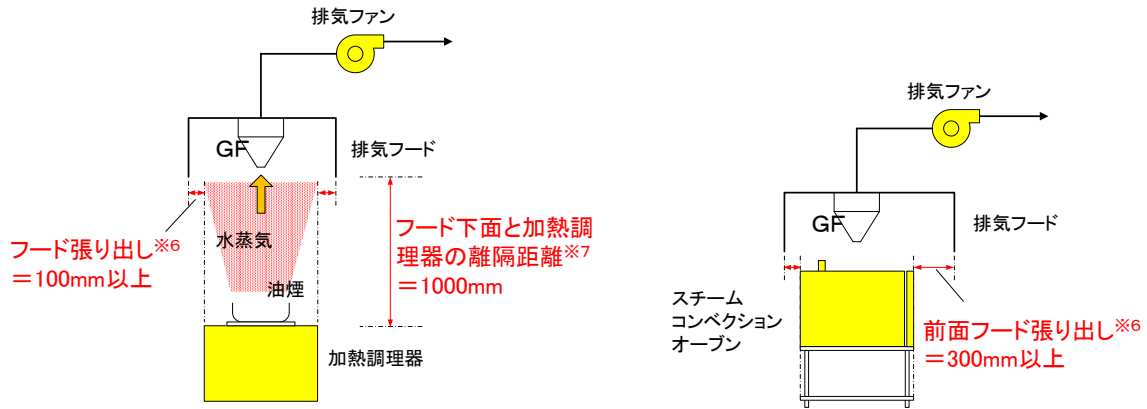 排気ファン
GF
排気フード
フード張り出し※6
＝100mm以上
水蒸気
油煙
フード下面と加熱調
理器の離隔距離※7
＝1000mm
加熱調理器
排気ファン
GF
排気フード
スチーム
コンベクション
オーブン
前面フード張り出し※6
＝300mm以上